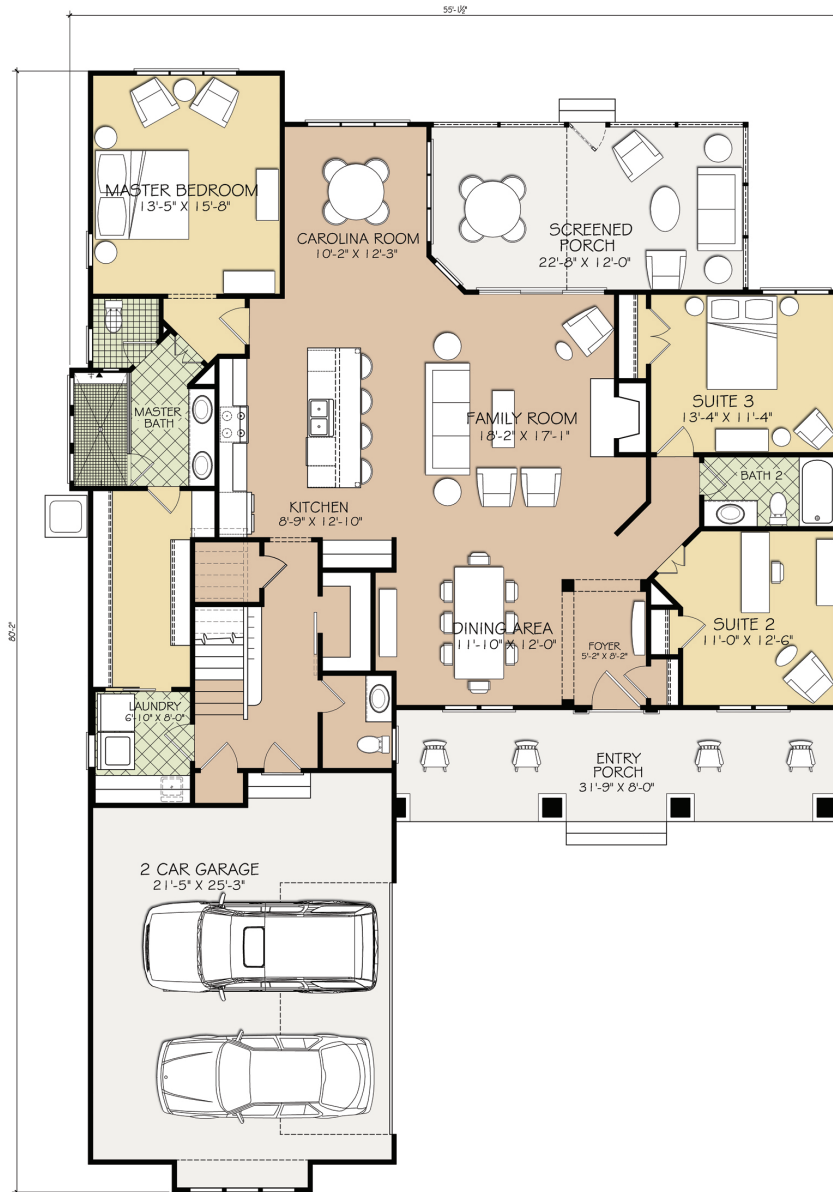 55'-1½"
MASTER BEDROOM
13'-5" X 15'-8"
CAROLINA ROOM
10'-2" X 12'-3"
SCREENED
PORCH
22'-8" X 12'-0"
MASTER
BATH
FAMILY ROOM
18'-2" X 17'-1"
SUITE 3
13'-4" X 11'-4"
BATH 2
KITCHEN
8'-9" X 12'-10"
80'-2"
DINING AREA
11'-10" X 12'-0"
FOYER
5'-2" X 8'-2"
SUITE 2
11'-0" X 12'-6"
LAUNDRY
6'-10" X 8'-0"
ENTRY
PORCH
31'-9" X 8'-0"
2 CAR GARAGE
21'-5" X 25'-3"